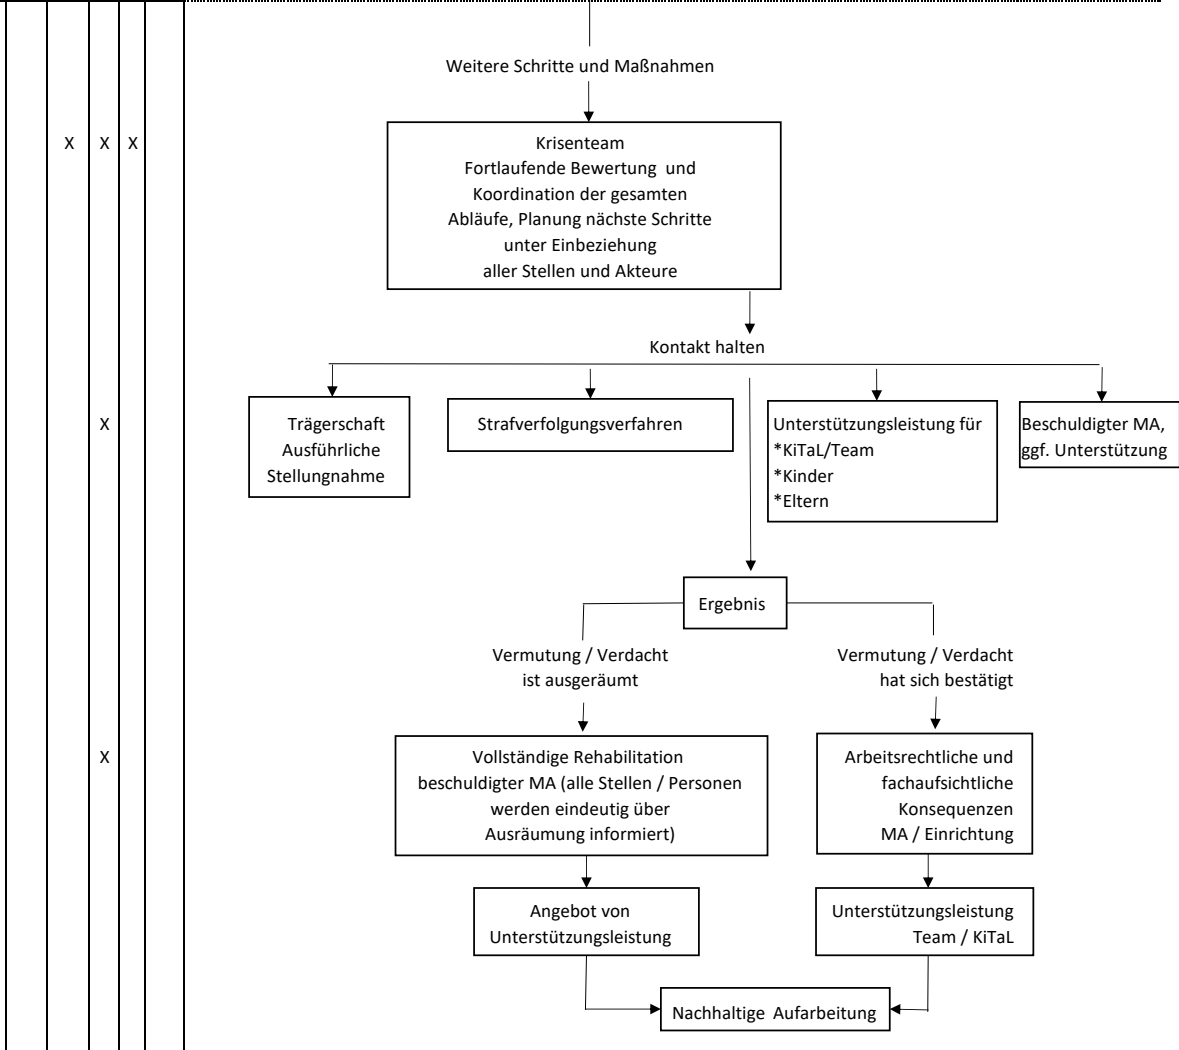 Weitere Schritte und Maßnahmen
X X X
Krisenteam
Fortlaufende Bewertung und
Koordination der gesamten
Abläufe, Planung nächste Schritte
unter Einbeziehung
aller Stellen und Akteure
Kontakt halten
X
Trägerschaft
Ausführliche
Stellungnahme
Strafverfolgungsverfahren
Unterstützungsleistung für
*KiTaL/Team
*Kinder
*Eltern
Beschuldigter MA,
ggf. Unterstützung
Ergebnis
Vermutung / Verdacht
ist ausgeräumt
Vermutung / Verdacht
hat sich bestätigt
X
Vollständige Rehabilitation
beschuldigter MA (alle Stellen / Personen
werden eindeutig über
Ausräumung informiert)
Arbeitsrechtliche und
fachaufsichtliche
Konsequenzen
MA / Einrichtung
Angebot von
Unterstützungsleistung
Unterstützungsleistung
Team / KiTaL
Nachhaltige Aufarbeitung